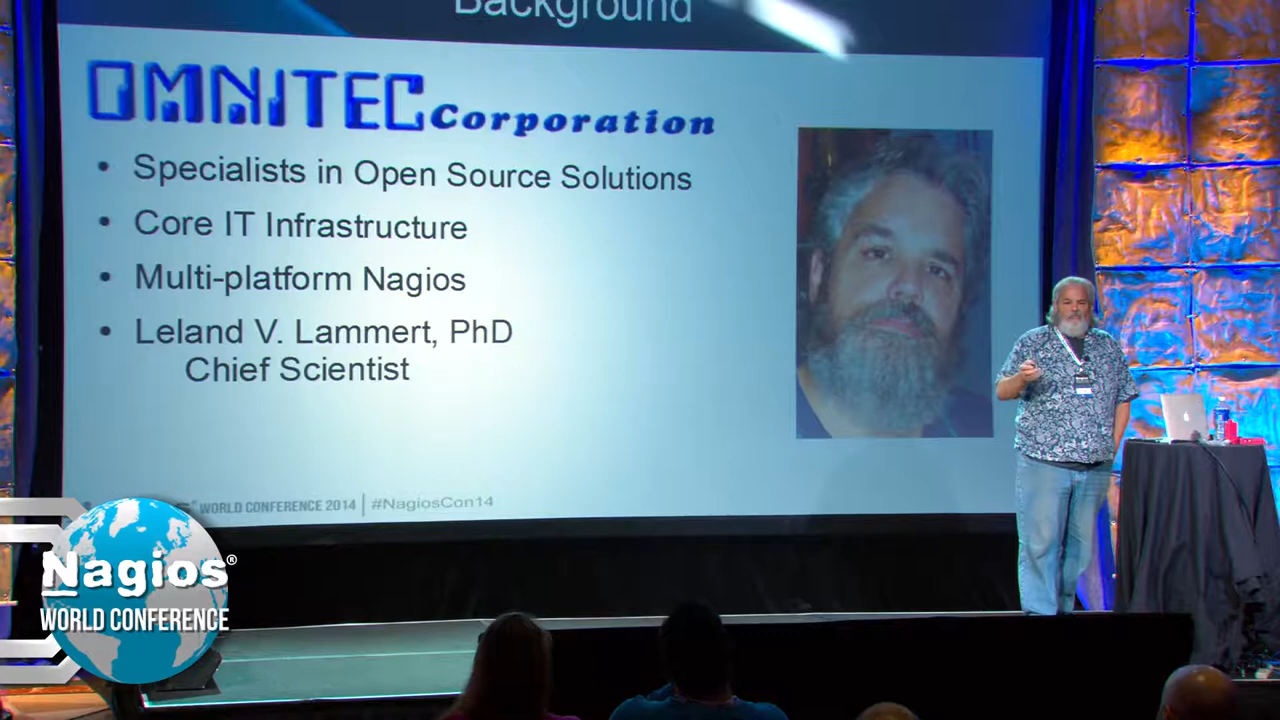 Background
OMNITEC Corporation
• Specialists in Open Source Solutions
• Core IT Infrastructure
• Multi-platform Nagios
• Leland V. Lammert, PhD
Chief Scientist
WORLD CONFERENCE 2014 | #NagiosCon14
Nagios®
WORLD CONFERENCE